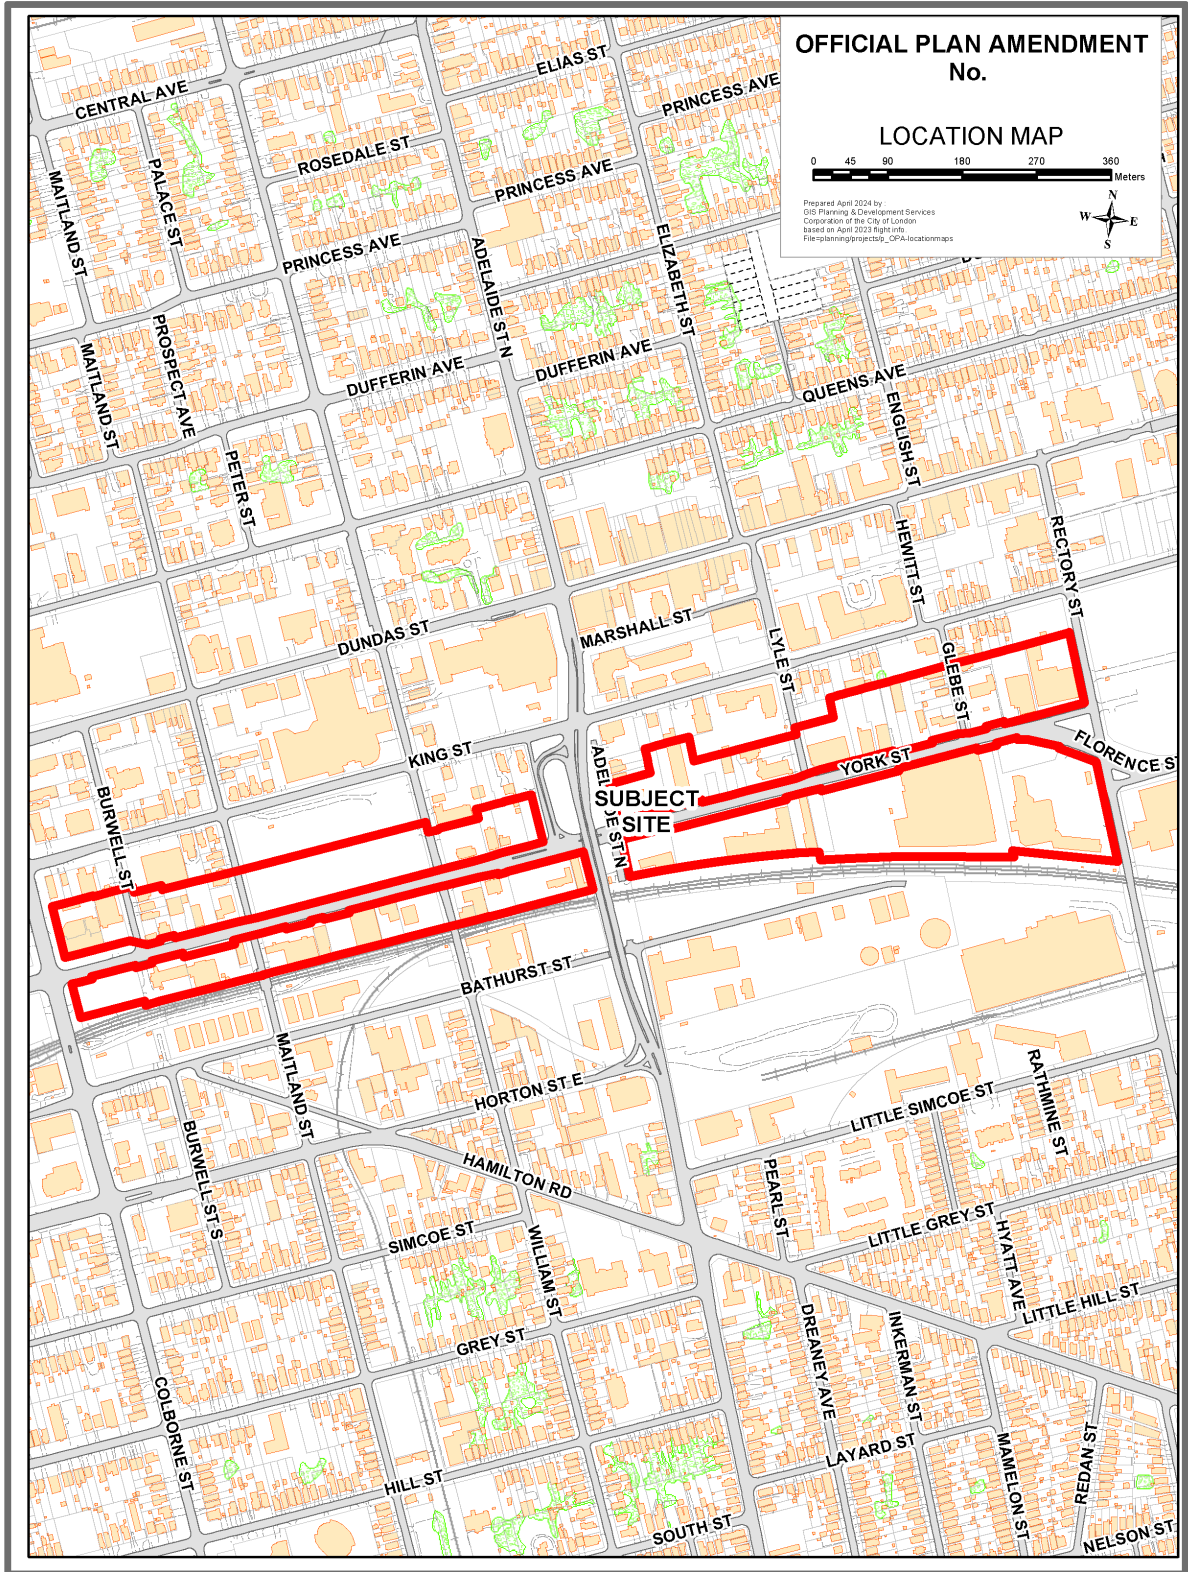 OFFICIAL PLAN AMENDMENT
No.
LOCATION MAP
0 45 90 180 270 360
Meters
Prepared April 2024 by :
GIS Planning & Development Services
Corporation of the City of London
based on April 2023 flight info.
File=planning/projects/p_OPA-locationmaps
N
W E
S
ELIAS ST
CENTRAL AVE
PRINCESS AVE
ROSEDALE ST
PALACE ST
MAITLAND ST
PRINCESS AVE
PRINCESS AVE
ADELAIDE ST N
ELIZABETH ST
PROSPECT AVE
MAITLAND ST
DUFFERIN AVE
DUFFERIN AVE
QUEENS AVE
ENGLISH ST
PETER ST
HEWITT ST
RECTORY ST
DUNDAS ST
MARSHALL ST
LYLE ST
GLEBE ST
KING ST
YORK ST
FLORENCE ST
BURWELL ST
SUBJECT
SITE
BATHURST ST
MAITLAND ST
HORTON ST E
RATHMINE ST
LITTLE SIMCOE ST
BURWELL ST S
HAMILTON RD
PEARL ST
SIMCOE ST
WILLIAM ST
LITTLE GREY ST
HYATT AVE
LITTLE HILL ST
GREY ST
DREANEY AVE
INKERMAN ST
COLBORNE ST
HILL ST
LAYARD ST
MAMELON ST
REDAN ST
SOUTH ST
NELSON ST